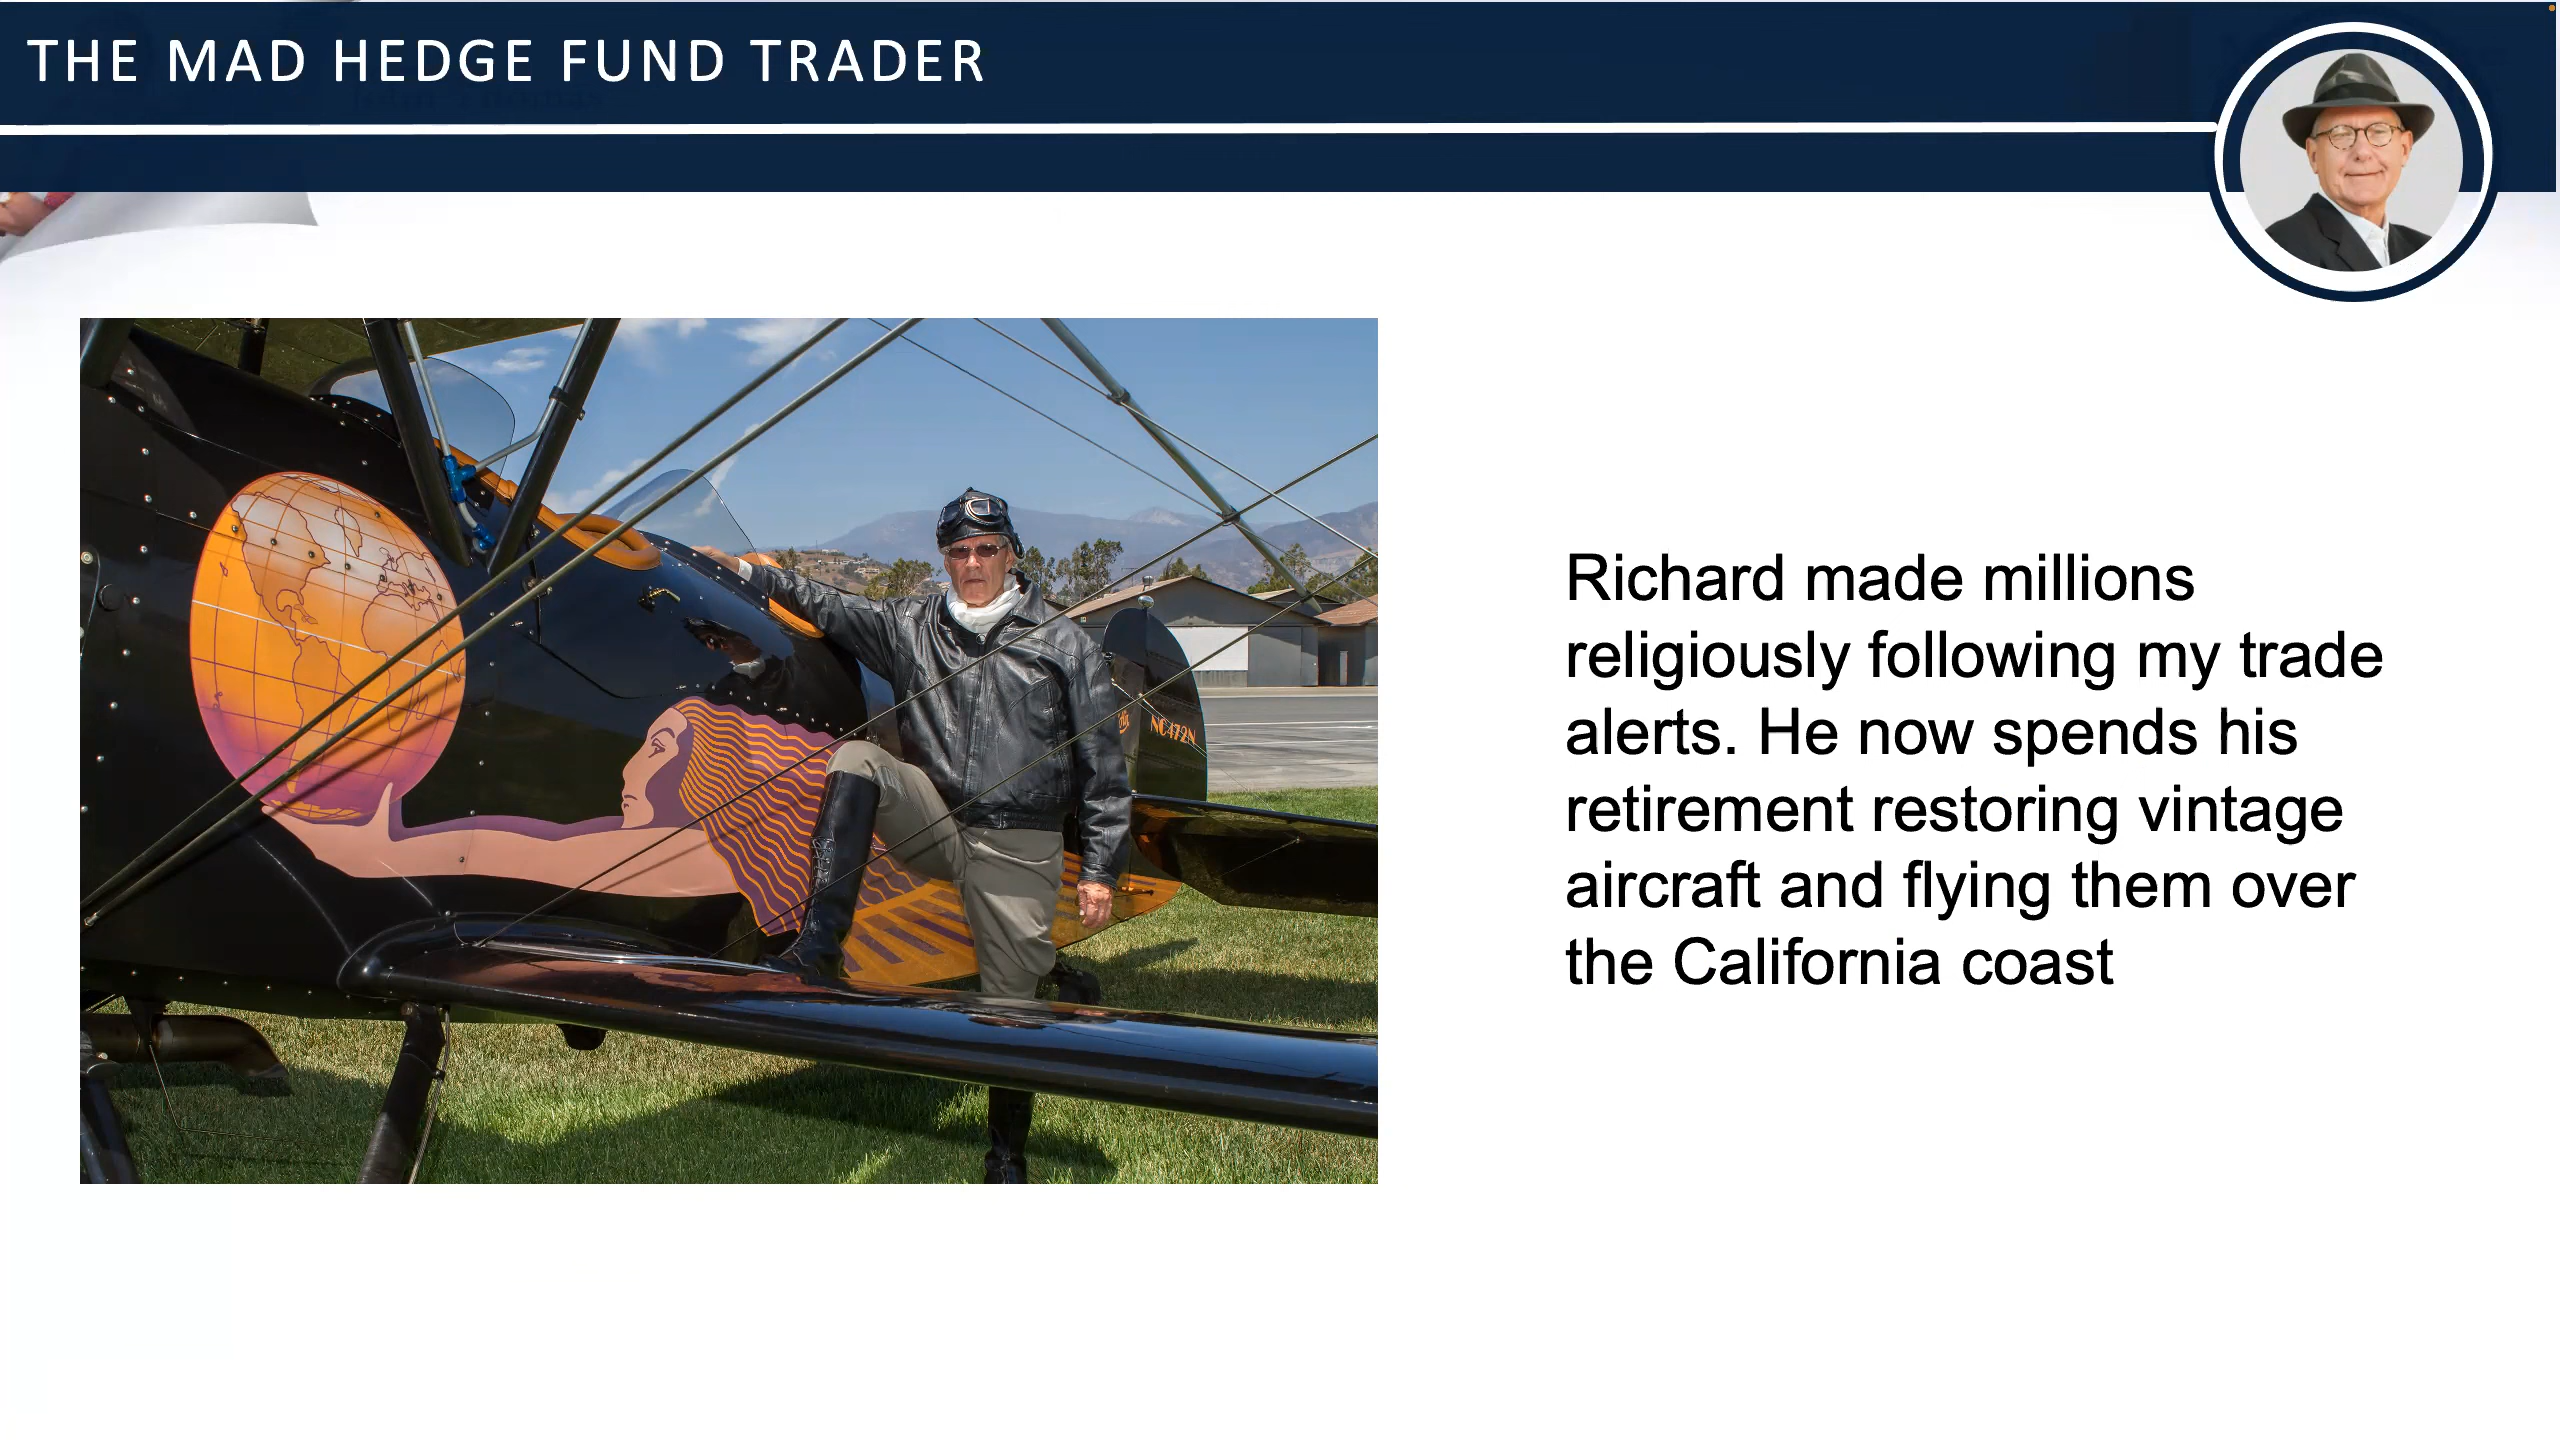 THE MAD HEDGE FUND TRADER
NC472N
Richard made millions
religiously following my trade
alerts. He now spends his
retirement restoring vintage
aircraft and flying them over
the California coast